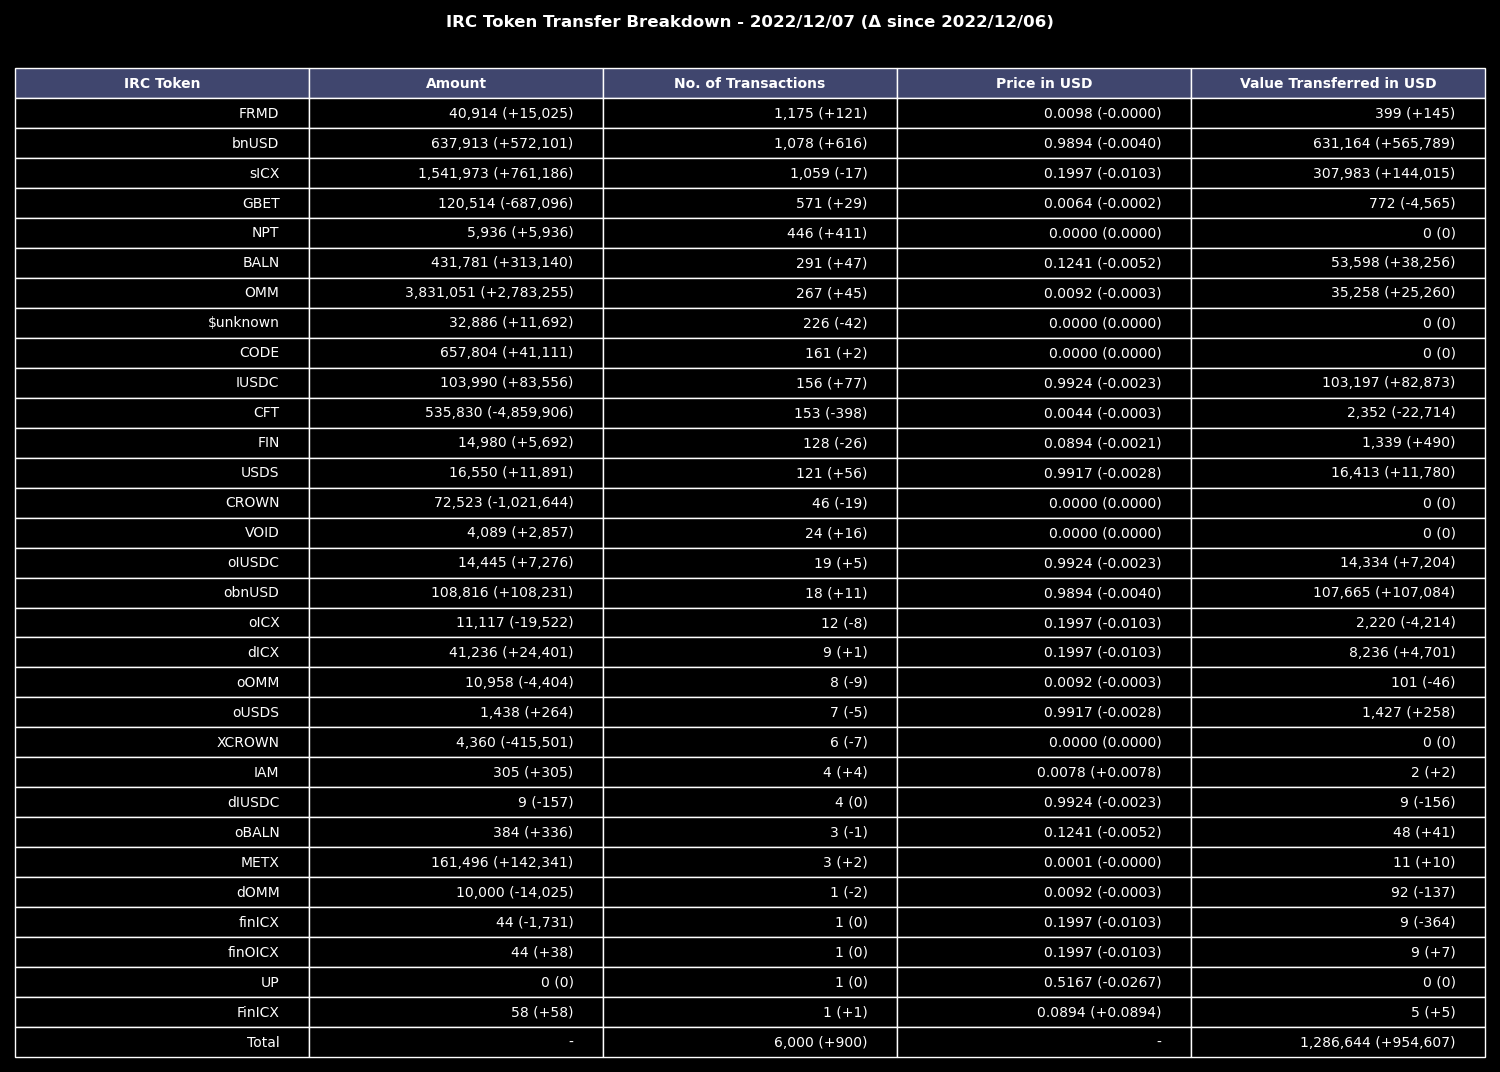 IRC Token Transfer Breakdown - 2022/12/07 (Δ since 2022/12/06)
IRC Token Amount No. of Transactions Price in USD Value Transferred in USD
FRMD 40,914 (+15,025) 1,175 (+121) 0.0098 (-0.0000) 399 (+145)
bnUSD 637,913 (+572,101) 1,078 (+616) 0.9894 (-0.0040) 631,164 (+565,789)
sICX 1,541,973 (+761,186) 1,059 (-17) 0.1997 (-0.0103) 307,983 (+144,015)
GBET 120,514 (-687,096) 571 (+29) 0.0064 (-0.0002) 772 (-4,565)
NPT 5,936 (+5,936) 446 (+411) 0.0000 (0.0000) 0 (0)
BALN 431,781 (+313,140) 291 (+47) 0.1241 (-0.0052) 53,598 (+38,256)
OMM 3,831,051 (+2,783,255) 267 (+45) 0.0092 (-0.0003) 35,258 (+25,260)
$unknown 32,886 (+11,692) 226 (-42) 0.0000 (0.0000) 0 (0)
CODE 657,804 (+41,111) 161 (+2) 0.0000 (0.0000) 0 (0)
IUSDC 103,990 (+83,556) 156 (+77) 0.9924 (-0.0023) 103,197 (+82,873)
CFT 535,830 (-4,859,906) 153 (-398) 0.0044 (-0.0003) 2,352 (-22,714)
FIN 14,980 (+5,692) 128 (-26) 0.0894 (-0.0021) 1,339 (+490)
USDS 16,550 (+11,891) 121 (+56) 0.9917 (-0.0028) 16,413 (+11,780)
CROWN 72,523 (-1,021,644) 46 (-19) 0.0000 (0.0000) 0 (0)
VOID 4,089 (+2,857) 24 (+16) 0.0000 (0.0000) 0 (0)
oIUSDC 14,445 (+7,276) 19 (+5) 0.9924 (-0.0023) 14,334 (+7,204)
obnUSD 108,816 (+108,231) 18 (+11) 0.9894 (-0.0040) 107,665 (+107,084)
oICX 11,117 (-19,522) 12 (-8) 0.1997 (-0.0103) 2,220 (-4,214)
dICX 41,236 (+24,401) 9 (+1) 0.1997 (-0.0103) 8,236 (+4,701)
oOMM 10,958 (-4,404) 8 (-9) 0.0092 (-0.0003) 101 (-46)
oUSDS 1,438 (+264) 7 (-5) 0.9917 (-0.0028) 1,427 (+258)
XCROWN 4,360 (-415,501) 6 (-7) 0.0000 (0.0000) 0 (0)
IAM 305 (+305) 4 (+4) 0.0078 (+0.0078) 2 (+2)
dIUSDC 9 (-157) 4 (0) 0.9924 (-0.0023) 9 (-156)
oBALN 384 (+336) 3 (-1) 0.1241 (-0.0052) 48 (+41)
METX 161,496 (+142,341) 3 (+2) 0.0001 (-0.0000) 11 (+10)
dOMM 10,000 (-14,025) 1 (-2) 0.0092 (-0.0003) 92 (-137)
finICX 44 (-1,731) 1 (0) 0.1997 (-0.0103) 9 (-364)
finOICX 44 (+38) 1 (0) 0.1997 (-0.0103) 9 (+7)
UP 0 (0) 1 (0) 0.5167 (-0.0267) 0 (0)
FinICX 58 (+58) 1 (+1) 0.0894 (+0.0894) 5 (+5)
Total - 6,000 (+900) - 1,286,644 (+954,607)